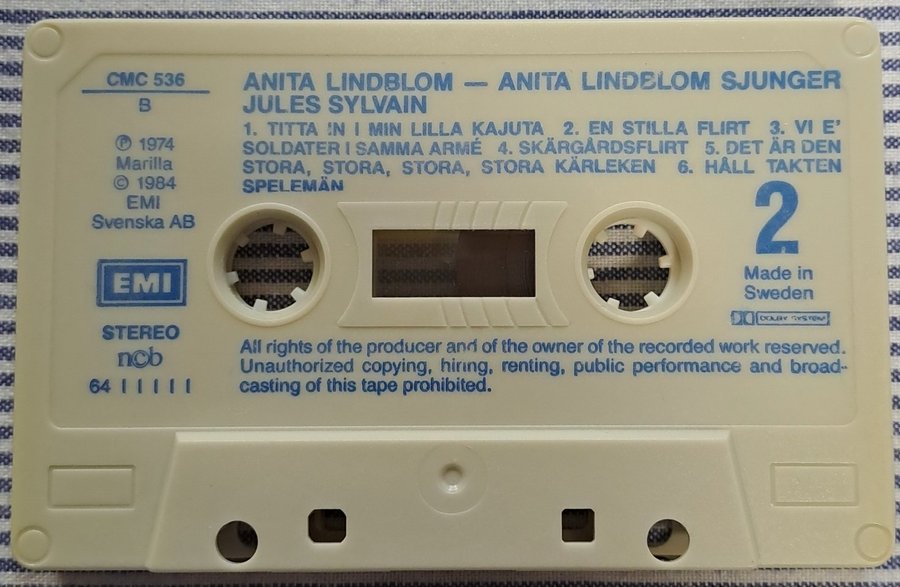 CMC 536
B
℗ 1974
Marilla
© 1984
EMI
Svenska AB
EMI
STEREO
n©b
64 I I I I I
ANITA LINDBLOM — ANITA LINDBLOM SJUNGER
JULES SYLVAIN
1. TITTA IN I MIN LILLA KAJUTA 2. EN STILLA FLIRT 3. VI E'
SOLDATER I SAMMA ARMÉ 4. SKÄRGÅRDSFLIRT 5. DET ÄR DEN
STORA, STORA, STORA, STORA KÄRLEKEN 6. HÅLL TAKTEN
SPELEMÄN
2
Made in
Sweden
DOLBY SYSTEM
All rights of the producer and of the owner of the recorded work reserved.
Unauthorized copying, hiring, renting, public performance and broad-
casting of this tape prohibited.